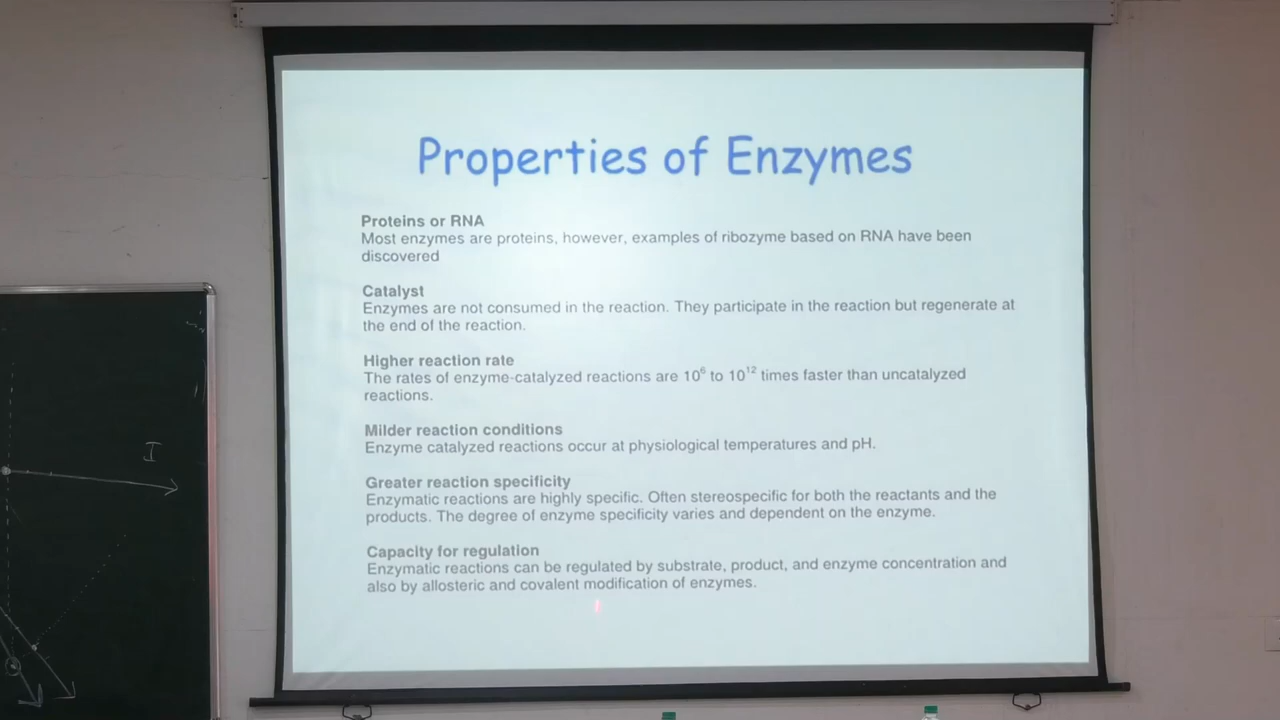 Properties of Enzymes
Proteins or RNA
Most enzymes are proteins, however, examples of ribozyme based on RNA have been
discovered
Catalyst
Enzymes are not consumed in the reaction. They participate in the reaction but regenerate at
the end of the reaction.
Higher reaction rate
The rates of enzyme-catalyzed reactions are 10⁶ to 10¹² times faster than uncatalyzed
reactions.
Milder reaction conditions
Enzyme catalyzed reactions occur at physiological temperatures and pH.
Greater reaction specificity
Enzymatic reactions are highly specific. Often stereospecific for both the reactants and the
products. The degree of enzyme specificity varies and dependent on the enzyme.
Capacity for regulation
Enzymatic reactions can be regulated by substrate, product, and enzyme concentration and
also by allosteric and covalent modification of enzymes.